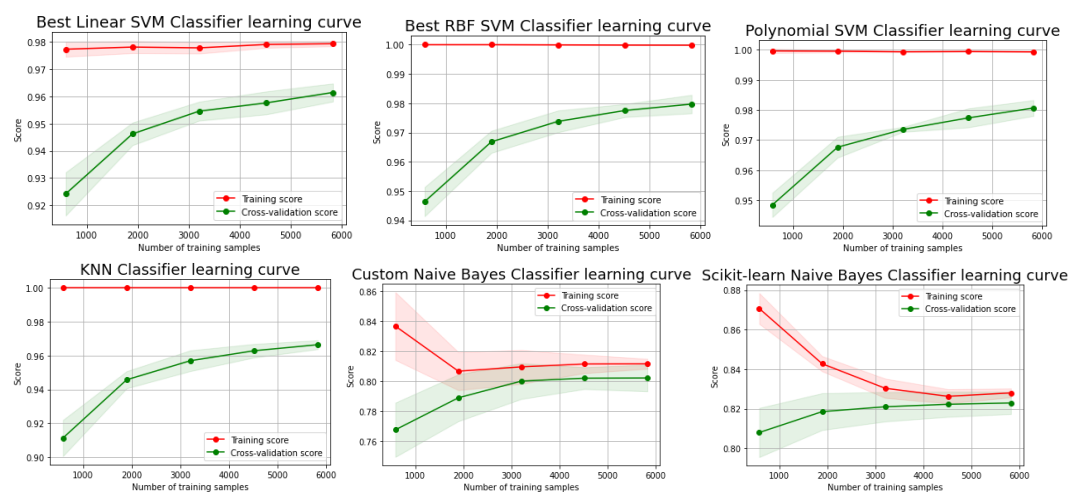 Best Linear SVM Classifier learning curve
0.98
0.97
0.96
0.95
0.94
0.93
0.92
Score
1000 2000 3000 4000 5000 6000
Number of training samples
Training score
Cross-validation score
Best RBF SVM Classifier learning curve
1.00
0.99
0.98
0.97
0.96
0.95
0.94
Score
1000 2000 3000 4000 5000 6000
Number of training samples
Training score
Cross-validation score
Polynomial SVM Classifier learning curve
1.00
0.99
0.98
0.97
0.96
0.95
Score
1000 2000 3000 4000 5000 6000
Number of training samples
Training score
Cross-validation score
KNN Classifier learning curve
1.00
0.98
0.96
0.94
0.92
0.90
Score
1000 2000 3000 4000 5000 6000
Number of training samples
Training score
Cross-validation score
Custom Naive Bayes Classifier learning curve
0.86
0.84
0.82
0.80
0.78
0.76
Score
1000 2000 3000 4000 5000 6000
Number of training samples
Training score
Cross-validation score
Scikit-learn Naive Bayes Classifier learning curve
0.88
0.86
0.84
0.82
0.80
Score
1000 2000 3000 4000 5000 6000
Number of training samples
Training score
Cross-validation score